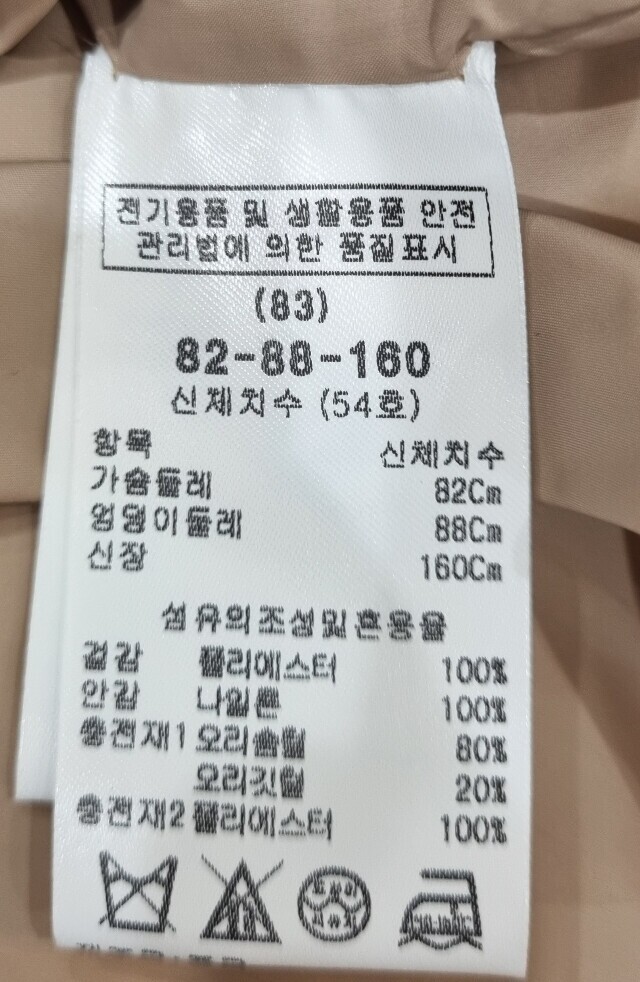 전기용품 및 생활용품 안전
관리법에 의한 품질표시
(83)
82-88-160
신체치수 (54호)
항목 신체치수
가슴둘레 82Cm
엉덩이둘레 88Cm
신장 160Cm
섬유의조성및혼용율
겉감 폴리에스터 100%
안감 나일론 100%
충전재1 오리솜털 80%
오리깃털 20%
충전재2 폴리에스터 100%
드라이